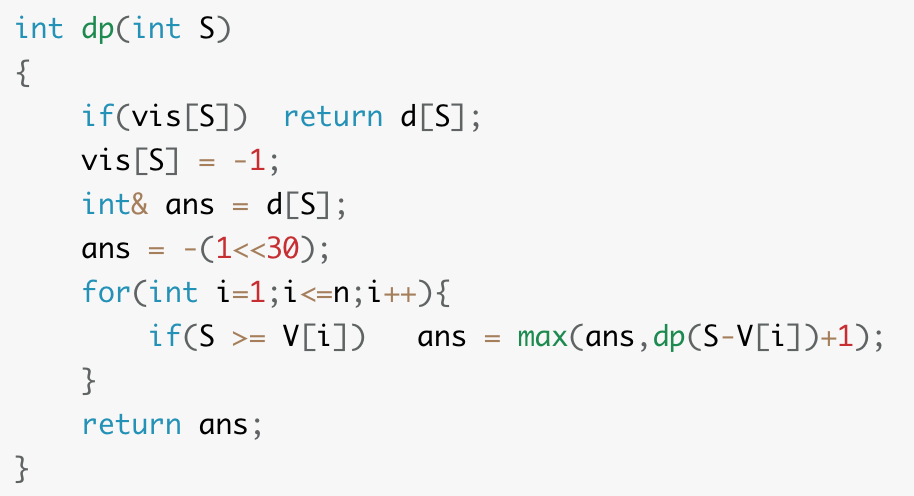 int dp(int S)
{
    if(vis[S])  return d[S];
    vis[S] = -1;
    int& ans = d[S];
    ans = -(1<<30);
    for(int i=1;i<=n;i++){
        if(S >= V[i])   ans = max(ans,dp(S-V[i])+1);
    }
    return ans;
}